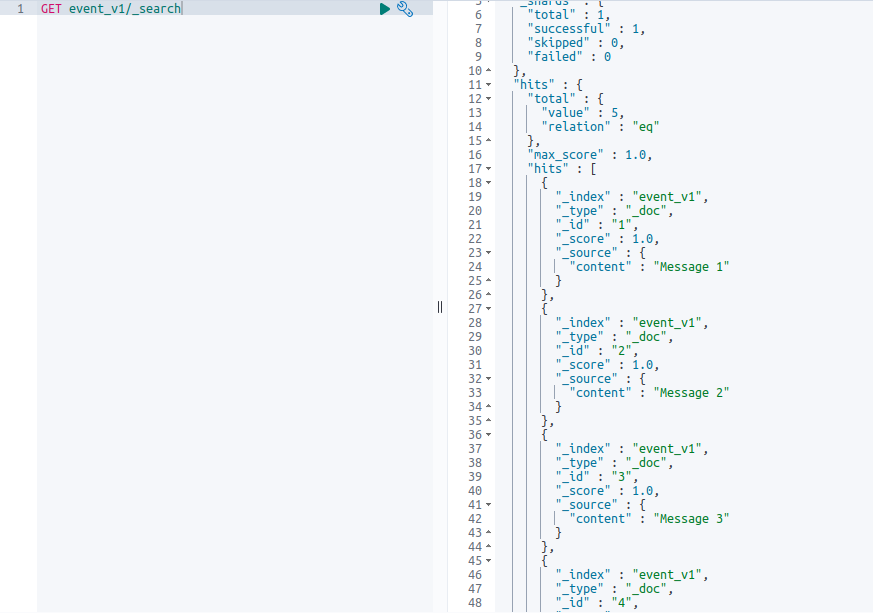 1 GET event_v1/_search
5 "_shards" : {
6 "total" : 1,
7 "successful" : 1,
8 "skipped" : 0,
9 "failed" : 0
10 },
11 "hits" : {
12 "total" : {
13 "value" : 5,
14 "relation" : "eq"
15 },
16 "max_score" : 1.0,
17 "hits" : [
18 {
19 "_index" : "event_v1",
20 "_type" : "_doc",
21 "_id" : "1",
22 "_score" : 1.0,
23 "_source" : {
24 "content" : "Message 1"
25 }
26 },
27 {
28 "_index" : "event_v1",
29 "_type" : "_doc",
30 "_id" : "2",
31 "_score" : 1.0,
32 "_source" : {
33 "content" : "Message 2"
34 }
35 },
36 {
37 "_index" : "event_v1",
38 "_type" : "_doc",
39 "_id" : "3",
40 "_score" : 1.0,
41 "_source" : {
42 "content" : "Message 3"
43 }
44 },
45 {
46 "_index" : "event_v1",
47 "_type" : "_doc",
48 "_id" : "4",